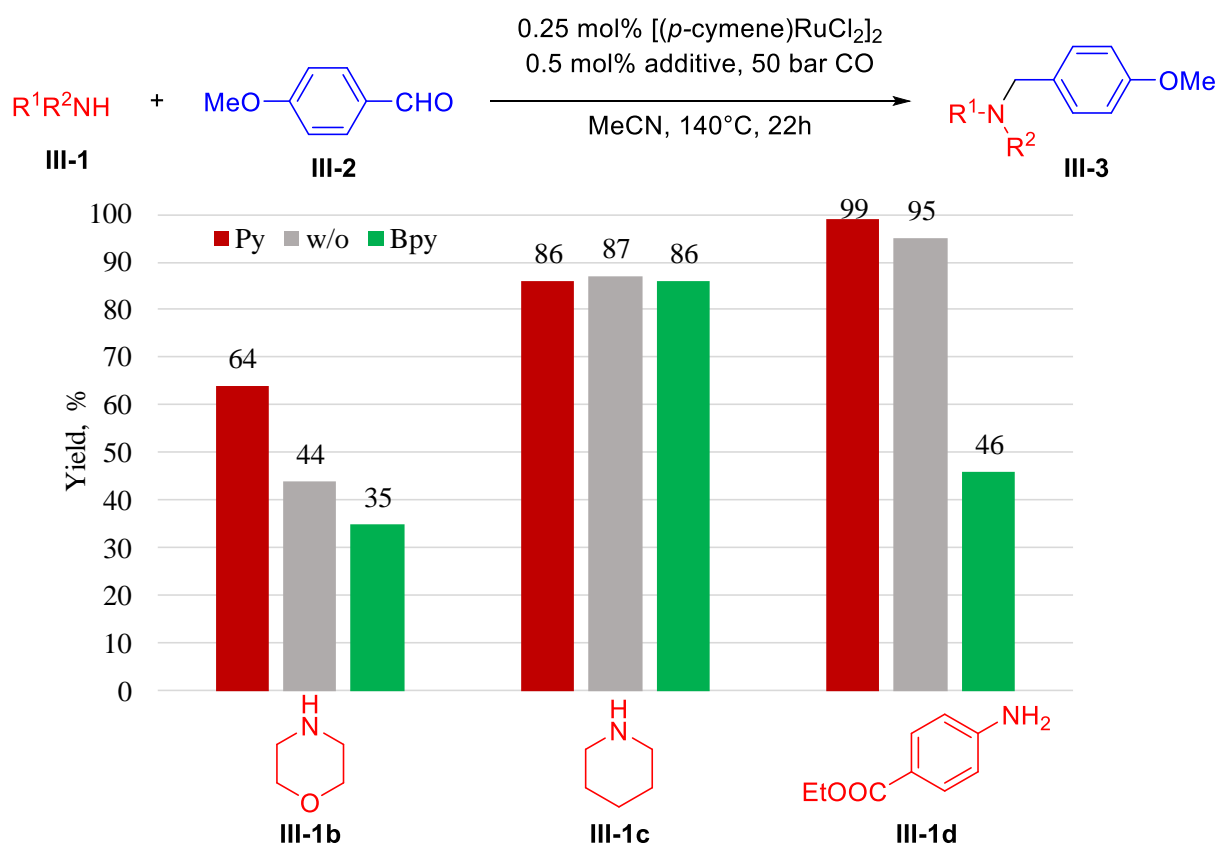 0.25 mol% [(p-cymene)RuCl₂]₂
0.5 mol% additive, 50 bar CO
MeCN, 140°C, 22h
R¹R²NH
+
MeO
CHO
R¹-N
R²
OMe
III-1
III-2
III-3
Py
w/o
Bpy
Yield, %
100
90
80
70
60
50
40
30
20
10
0
64
44
35
86
87
86
99
95
46
H
N
O
H
N
NH₂
EtOOC
III-1b
III-1c
III-1d